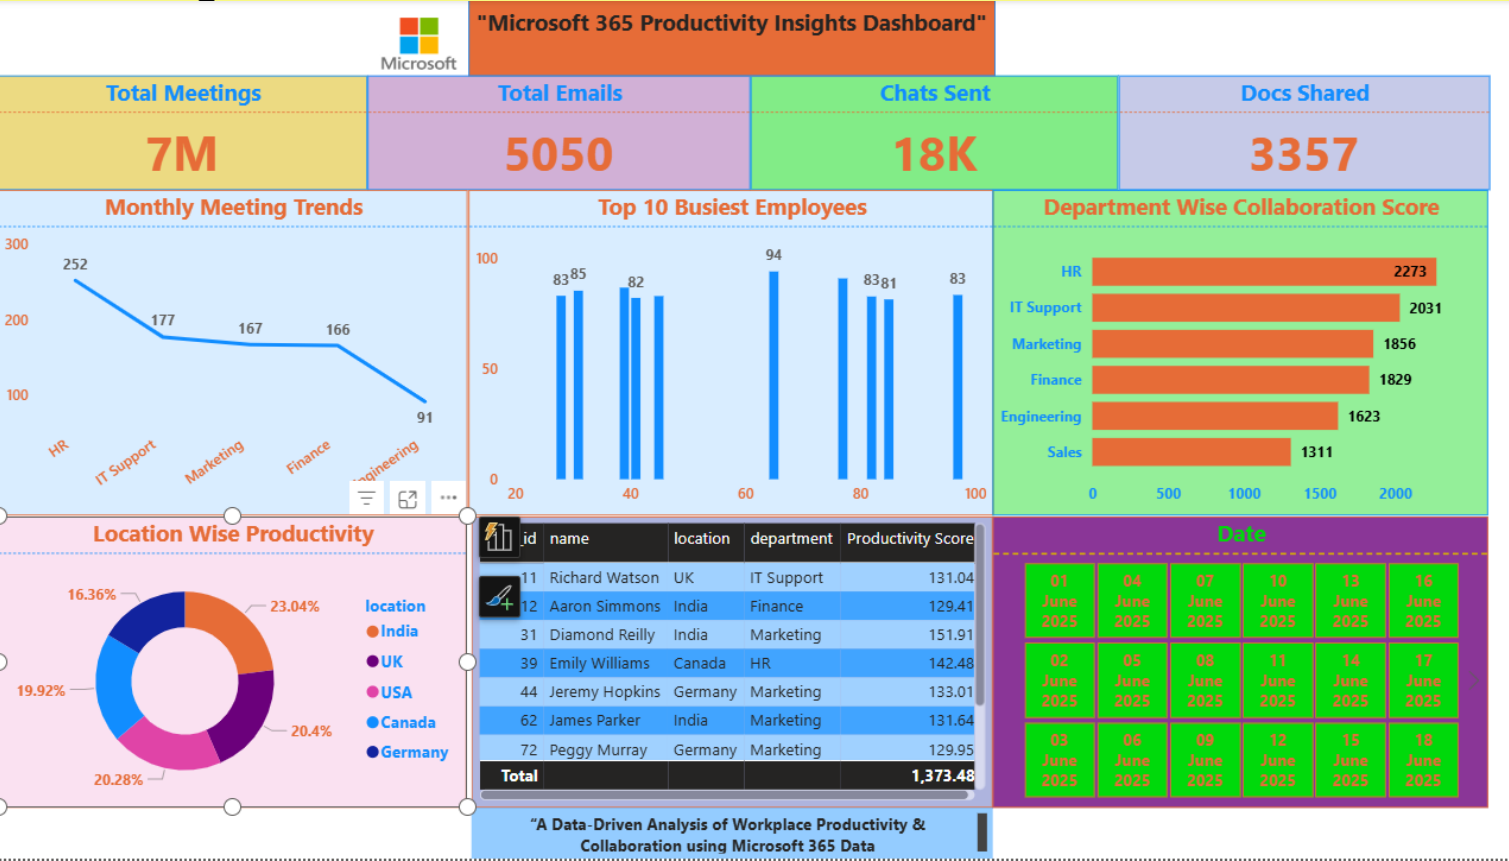 "Microsoft 365 Productivity Insights Dashboard"
Microsoft
Total Meetings
7M
Total Emails
5050
Chats Sent
18K
Docs Shared
3357
Monthly Meeting Trends
300
200
100
252
177
167
166
91
HR
IT Support
Marketing
Finance
ngineering
Top 10 Busiest Employees
100
50
0
83
85
82
94
83
81
83
20
40
60
80
100
Department Wise Collaboration Score
HR 2273
IT Support 2031
Marketing 1856
Finance 1829
Engineering 1623
Sales 1311
0 500 1000 1500 2000
Location Wise Productivity
16.36%
23.04%
19.92%
20.4%
20.28%
location
India
UK
USA
Canada
Germany
_id name location department Productivity Score
11 Richard Watson UK IT Support 131.04
12 Aaron Simmons India Finance 129.41
31 Diamond Reilly India Marketing 151.91
39 Emily Williams Canada HR 142.48
44 Jeremy Hopkins Germany Marketing 133.01
62 James Parker India Marketing 131.64
72 Peggy Murray Germany Marketing 129.95
Total 1,373.48
Date
01 June 2025
04 June 2025
07 June 2025
10 June 2025
13 June 2025
16 June 2025
02 June 2025
05 June 2025
08 June 2025
11 June 2025
14 June 2025
17 June 2025
03 June 2025
06 June 2025
09 June 2025
12 June 2025
15 June 2025
18 June 2025
"A Data-Driven Analysis of Workplace Productivity &
Collaboration using Microsoft 365 Data